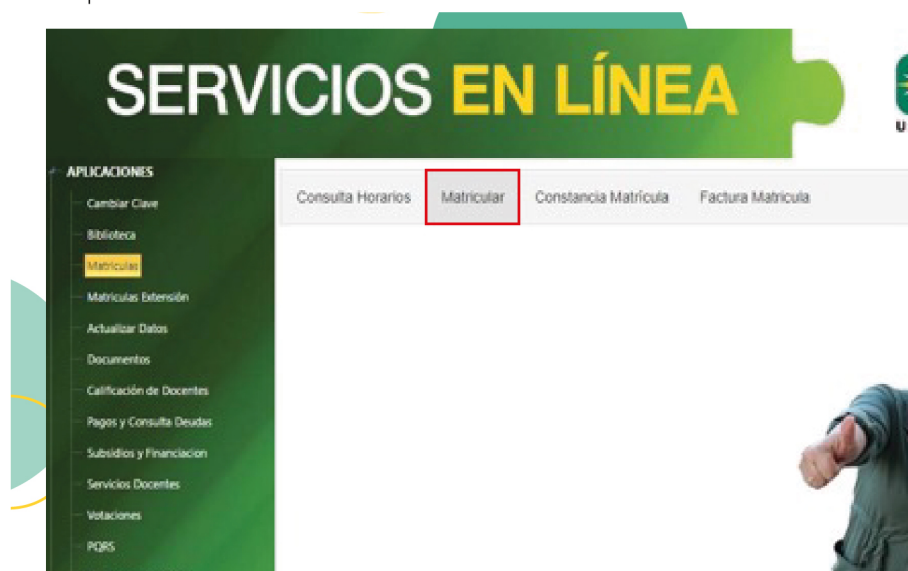 SERVICIOS EN LÍNEA
U
APLICACIONES
Cambiar Clave
Biblioteca
Matriculas
Matriculas Extensión
Actualizar Datos
Documentos
Calificación de Docentes
Pagos y Consulta Deudas
Subsidios y Financiacion
Servicios Docentes
Votaciones
PQRS
Consulta Horarios Matricular Constancia Matrícula Factura Matricula